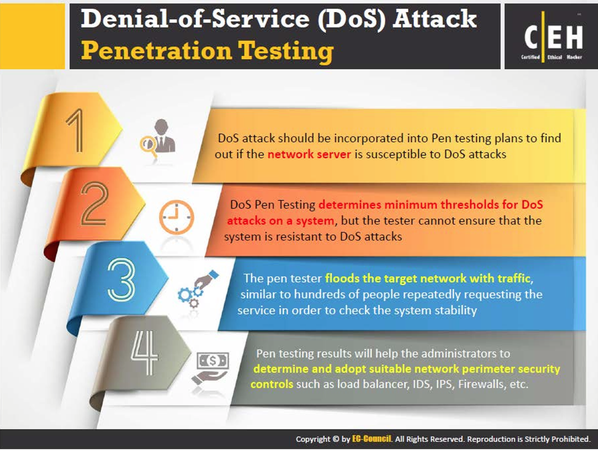 Denial-of-Service (DoS) Attack
Penetration Testing
C|EH
Certified Ethical Hacker
1
DoS attack should be incorporated into Pen testing plans to find
out if the network server is susceptible to DoS attacks
2
DoS Pen Testing determines minimum thresholds for DoS
attacks on a system, but the tester cannot ensure that the
system is resistant to DoS attacks
3
The pen tester floods the target network with traffic,
similar to hundreds of people repeatedly requesting the
service in order to check the system stability
4
$
Pen testing results will help the administrators to
determine and adopt suitable network perimeter security
controls such as load balancer, IDS, IPS, Firewalls, etc.
Copyright © by EC-Council. All Rights Reserved. Reproduction is Strictly Prohibited.